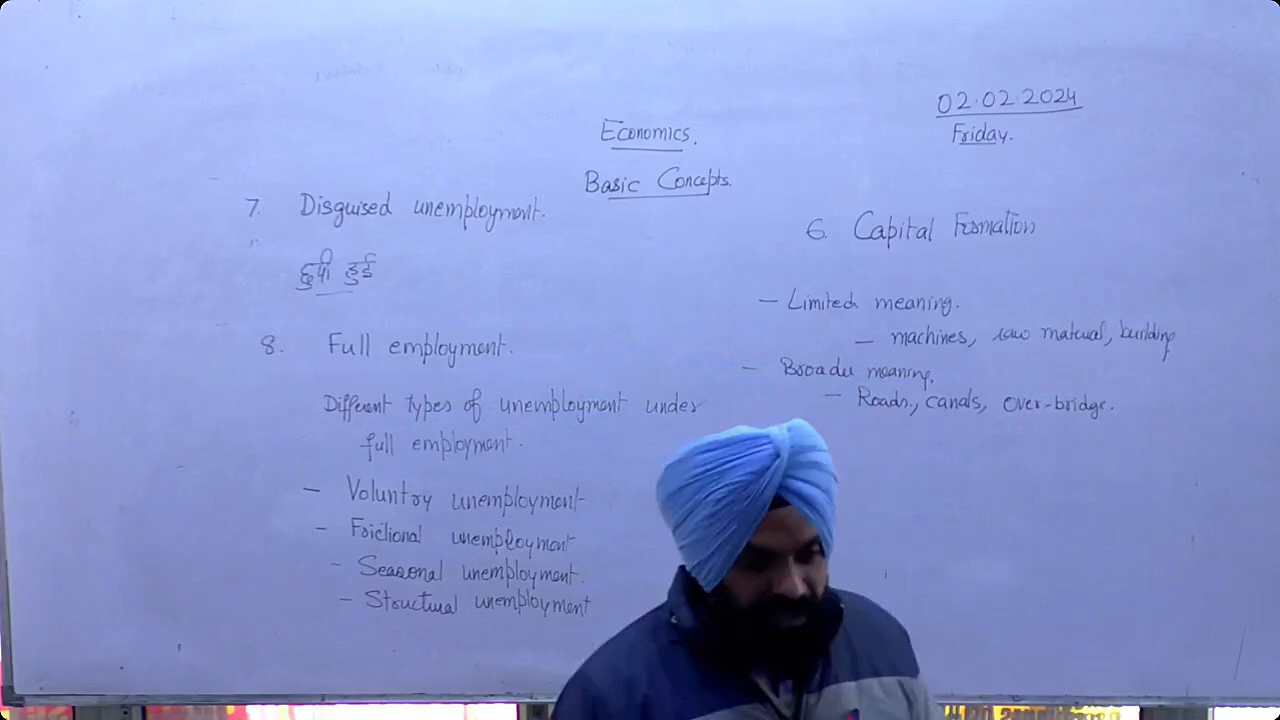 02.02.2024
Friday.
Economics.
Basic Concepts.
7. Disguised unemployment.
छुपी हुई
8. Full employment.
Different types of unemployment under
full employment.
- Voluntry unemployment
- Frictional unemployment
- Seasonal unemployment.
- Structural unemployment
6. Capital Formation
- Limited meaning.
- machines, raw material, building
- Broader meaning.
- Roads, canals, over-bridge.